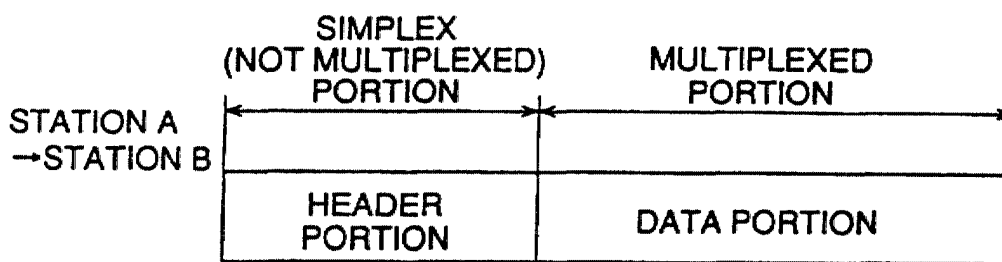 SIMPLEX
(NOT MULTIPLEXED)
PORTION
MULTIPLEXED
PORTION
STATION A
→STATION B
HEADER
PORTION
DATA PORTION